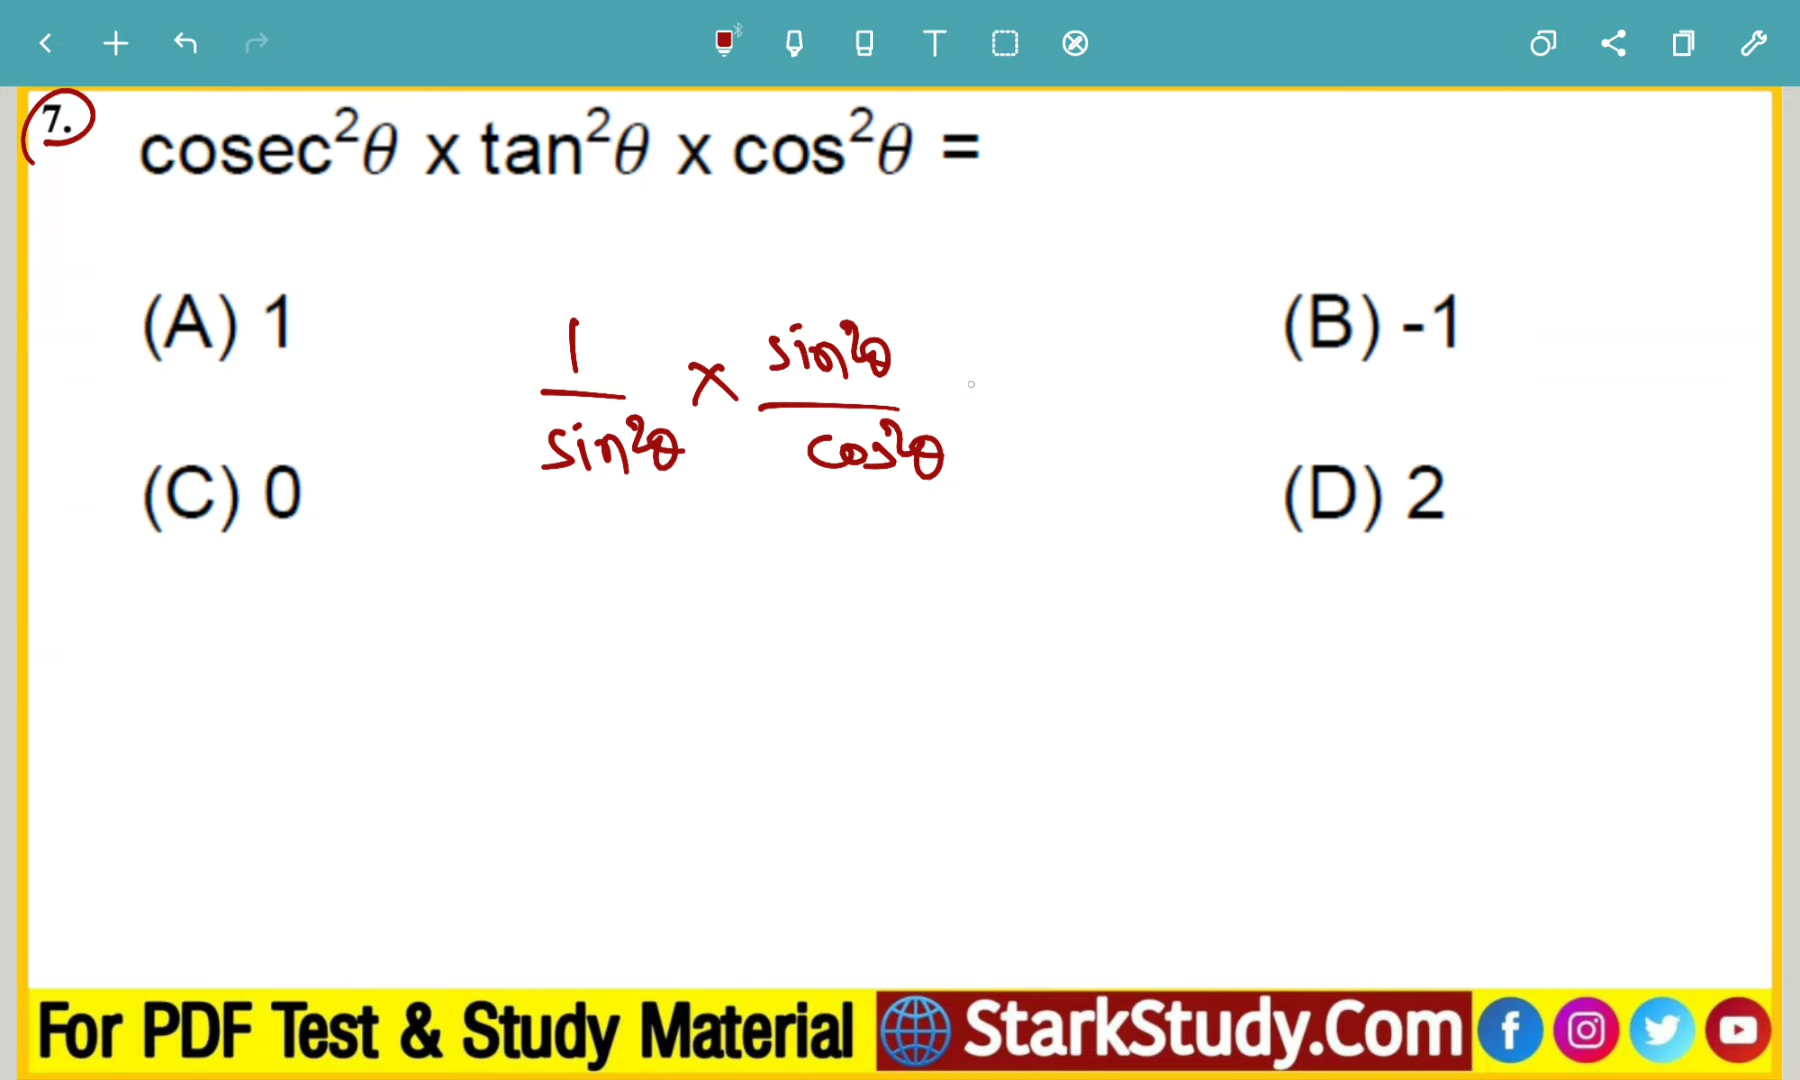 7.
cosec²θ x tan²θ x cos²θ =
(A) 1
(B) -1
1/sin²θ × sin²θ/cos²θ
(C) 0
(D) 2
For PDF Test & Study Material StarkStudy.Com